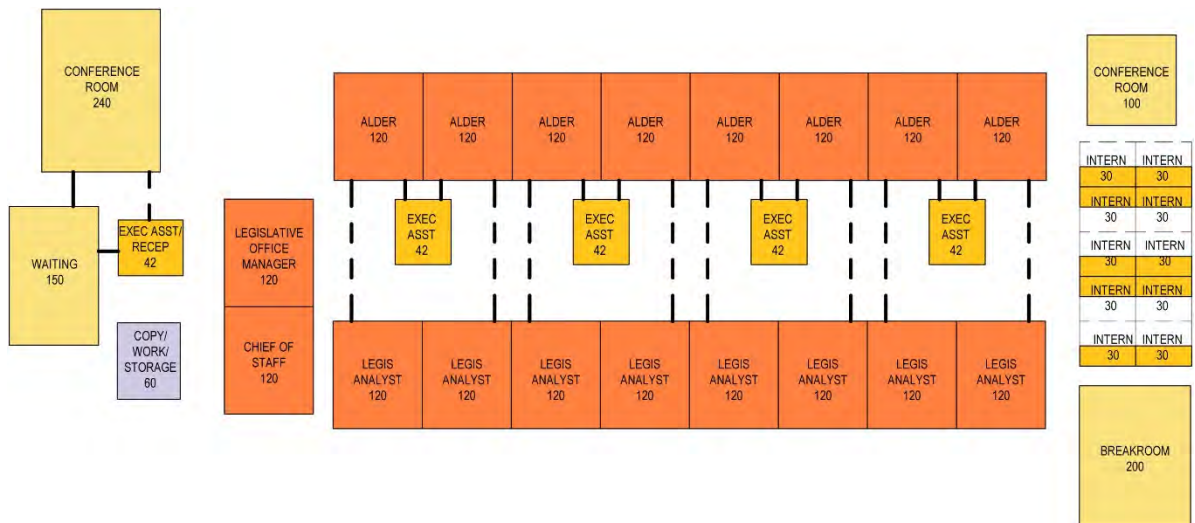 CONFERENCE
ROOM
240
WAITING
150
EXEC ASST/
RECEP
42
COPY/
WORK/
STORAGE
60
LEGISLATIVE
OFFICE
MANAGER
120
CHIEF OF
STAFF
120
ALDER
120
ALDER
120
ALDER
120
ALDER
120
ALDER
120
ALDER
120
ALDER
120
ALDER
120
EXEC
ASST
42
EXEC
ASST
42
EXEC
ASST
42
EXEC
ASST
42
LEGIS
ANALYST
120
LEGIS
ANALYST
120
LEGIS
ANALYST
120
LEGIS
ANALYST
120
LEGIS
ANALYST
120
LEGIS
ANALYST
120
LEGIS
ANALYST
120
LEGIS
ANALYST
120
CONFERENCE
ROOM
100
INTERN INTERN
30 30
INTERN INTERN
30 30
INTERN INTERN
30 30
INTERN INTERN
30 30
INTERN INTERN
30 30
BREAKROOM
200